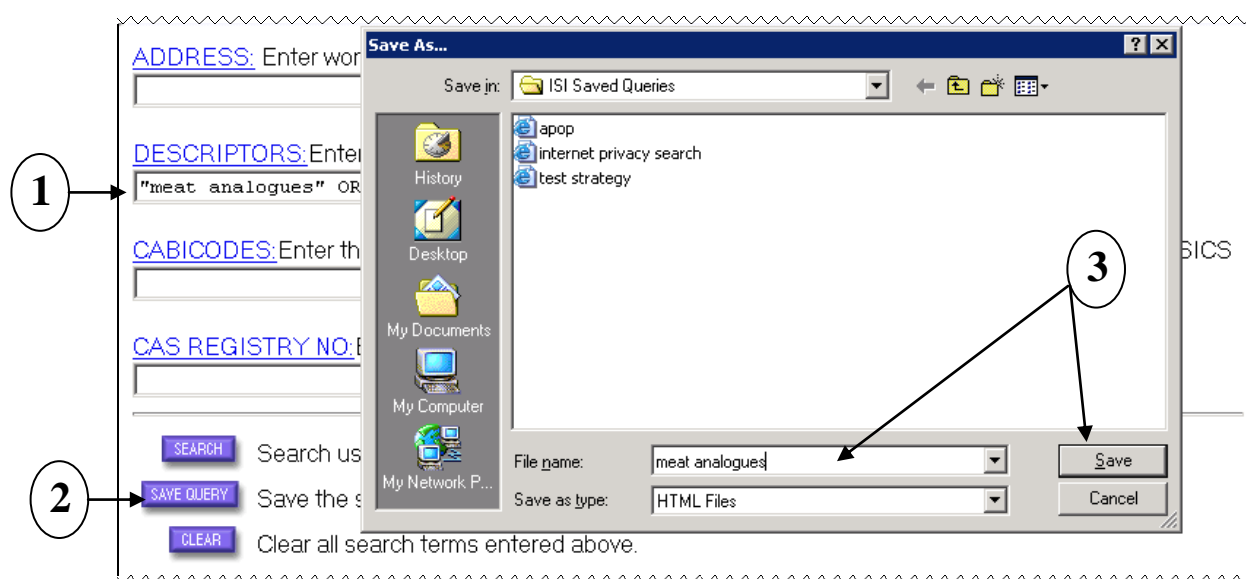 ADDRESS: Enter wor
DESCRIPTORS:Enter
1
"meat analogues" OR
CABICODES:Enter th
SICS
CAS REGISTRY NO:
SEARCH Search us
2
SAVE QUERY Save the s
CLEAR Clear all search terms entered above.
Save As...
Save in: ISI Saved Queries
apop
internet privacy search
test strategy
History
Desktop
My Documents
My Computer
My Network P...
3
File name: meat analogues
Save
Save as type: HTML Files
Cancel